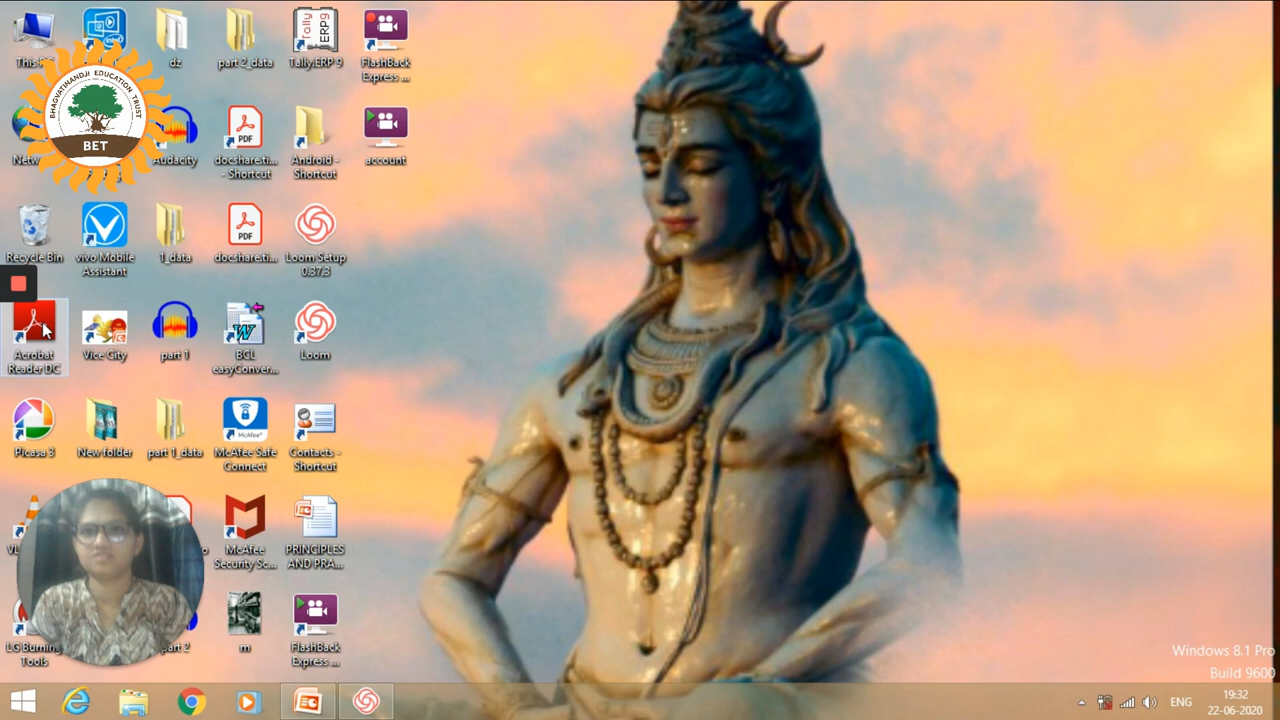 This
dz
part 2_data
Tally.ERP 9
FlashBack
Express ...
BHAGVATINANDJI EDUCATION TRUST
BET
Netw
Audacity
docshare.ti...
- Shortcut
Android -
Shortcut
account
Recycle Bin
vivo Mobile
Assistant
1_data
docshare.ti...
Loom Setup
0.37.3
Acrobat
Reader DC
Vice City
part 1
BCL
easyConver...
Loom
Picasa 3
New folder
part 1_data
McAfee Safe
Connect
Contacts -
Shortcut
VL
McAfee
Security Sc...
PRINCIPLES
AND PRA...
LG Burning
Tools
part 2
m
FlashBack
Express ...
Windows 8.1 Pro
Build 9600
ENG
19:32
22-06-2020